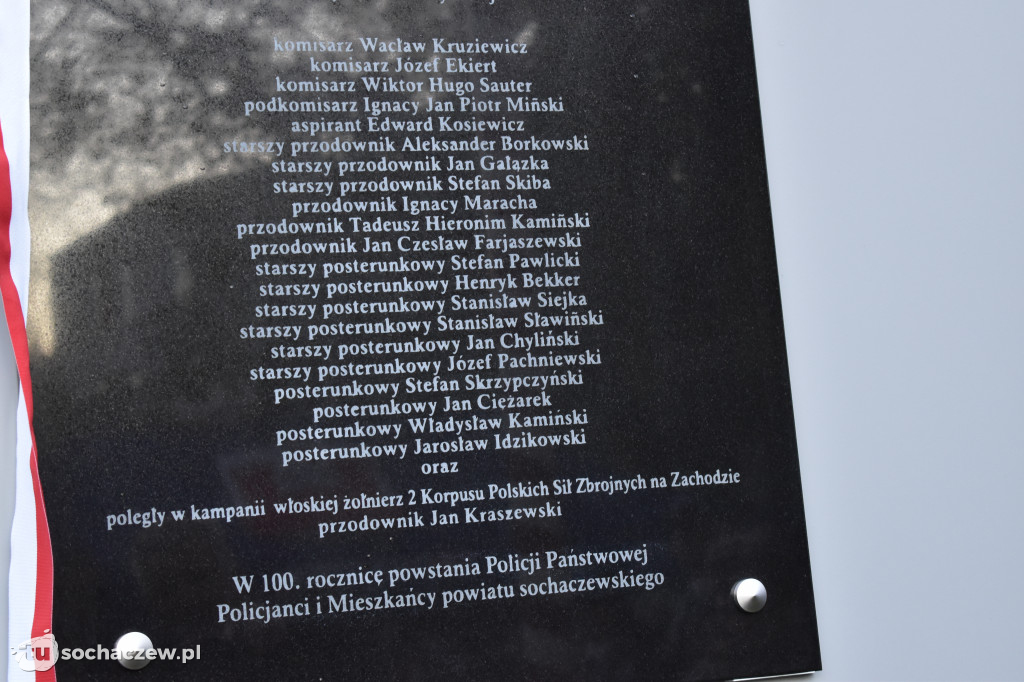 komisarz Wacław Kruziewicz
komisarz Józef Ekiert
komisarz Wiktor Hugo Sauter
podkomisarz Ignacy Jan Piotr Miński
aspirant Edward Kosiewicz
starszy przodownik Aleksander Borkowski
starszy przodownik Jan Gałązka
starszy przodownik Stefan Skiba
przodownik Ignacy Maracha
przodownik Tadeusz Hieronim Kamiński
przodownik Jan Czesław Farjaszewski
starszy posterunkowy Stefan Pawlicki
starszy posterunkowy Henryk Bekker
starszy posterunkowy Stanisław Siejka
starszy posterunkowy Stanisław Sławiński
starszy posterunkowy Jan Chyliński
starszy posterunkowy Józef Pachniewski
posterunkowy Stefan Skrzypczyński
posterunkowy Jan Ciężarek
posterunkowy Władysław Kamiński
posterunkowy Jarosław Idzikowski
oraz
poległy w kampanii włoskiej żołnierz 2 Korpusu Polskich Sił Zbrojnych na Zachodzie
przodownik Jan Kraszewski
W 100. rocznicę powstania Policji Państwowej
Policjanci i Mieszkańcy powiatu sochaczewskiego
tu sochaczew.pl